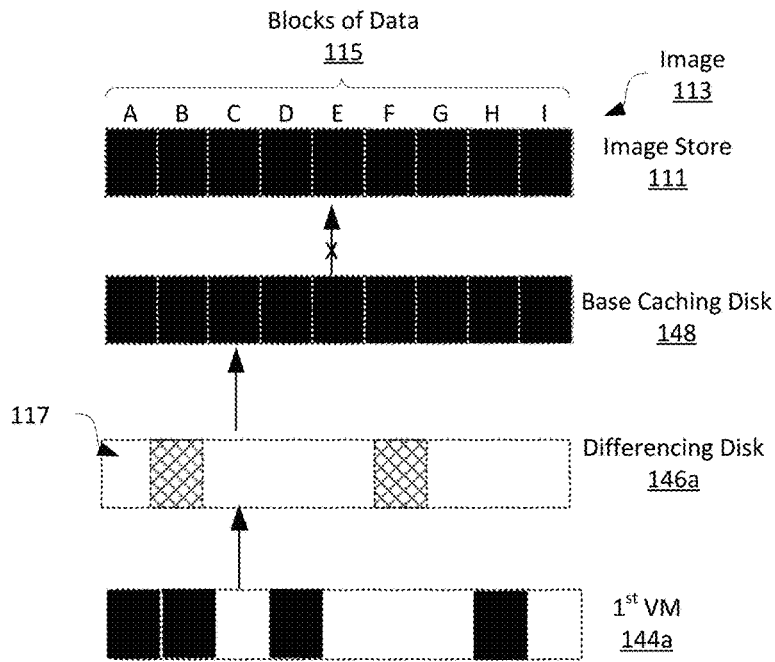 Blocks of Data
115
Image
113
A B C D E F G H I
Image Store
111
X
Base Caching Disk
148
117
Differencing Disk
146a
1st VM
144a